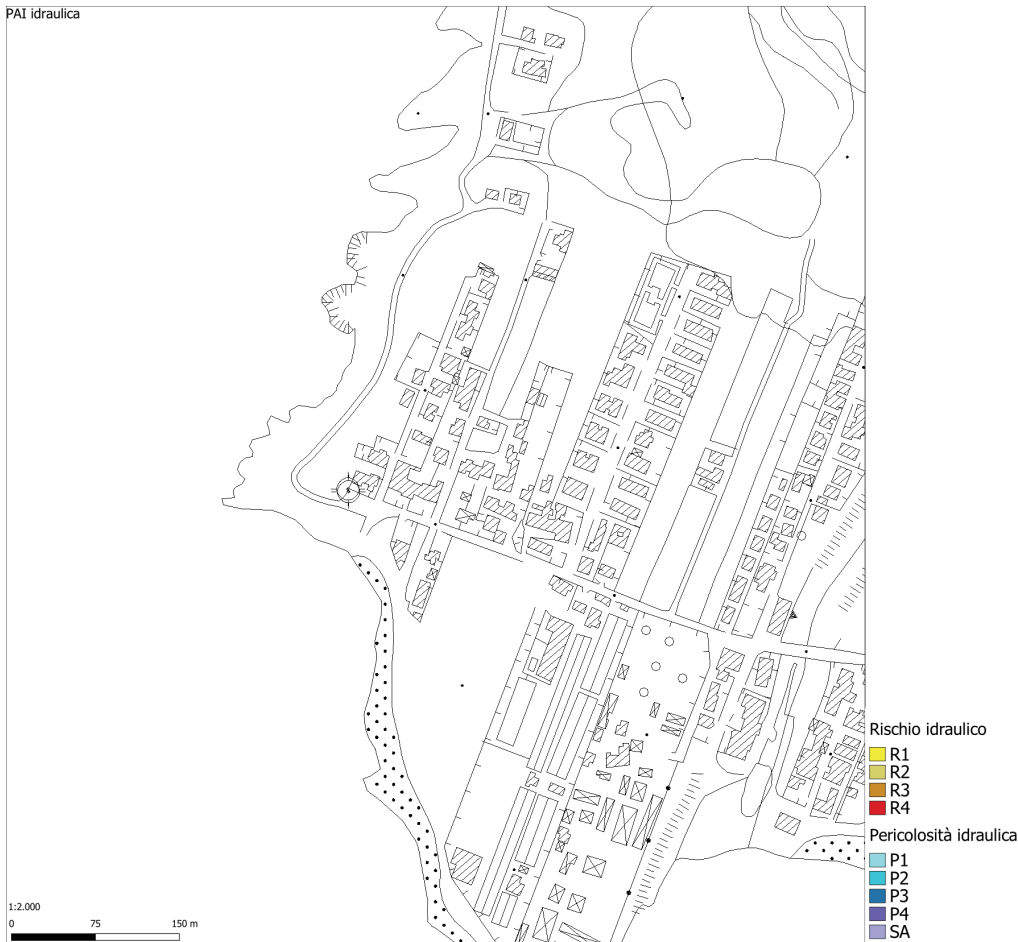 PAI idraulica
Rischio idraulico
R1
R2
R3
R4
Pericolosità idraulica
P1
P2
P3
P4
SA
1:2.000
0 75 150 m